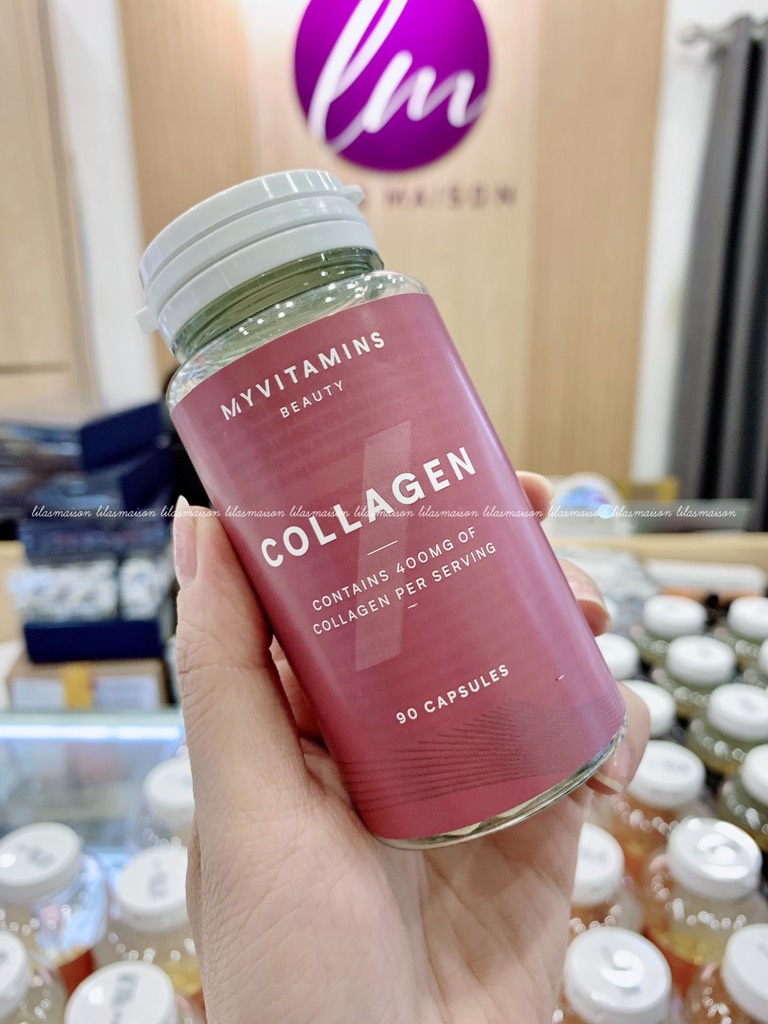 lm
MAISON
MYVITAMINS
BEAUTY
COLLAGEN
CONTAINS 400MG OF
COLLAGEN PER SERVING
90 CAPSULES
lilasmaison lilasmaison lilasmaison lilasmaison lilasmaison lilasmaison lilasmaison lilasmaison lilasmaison lilasmaison lilasmaison